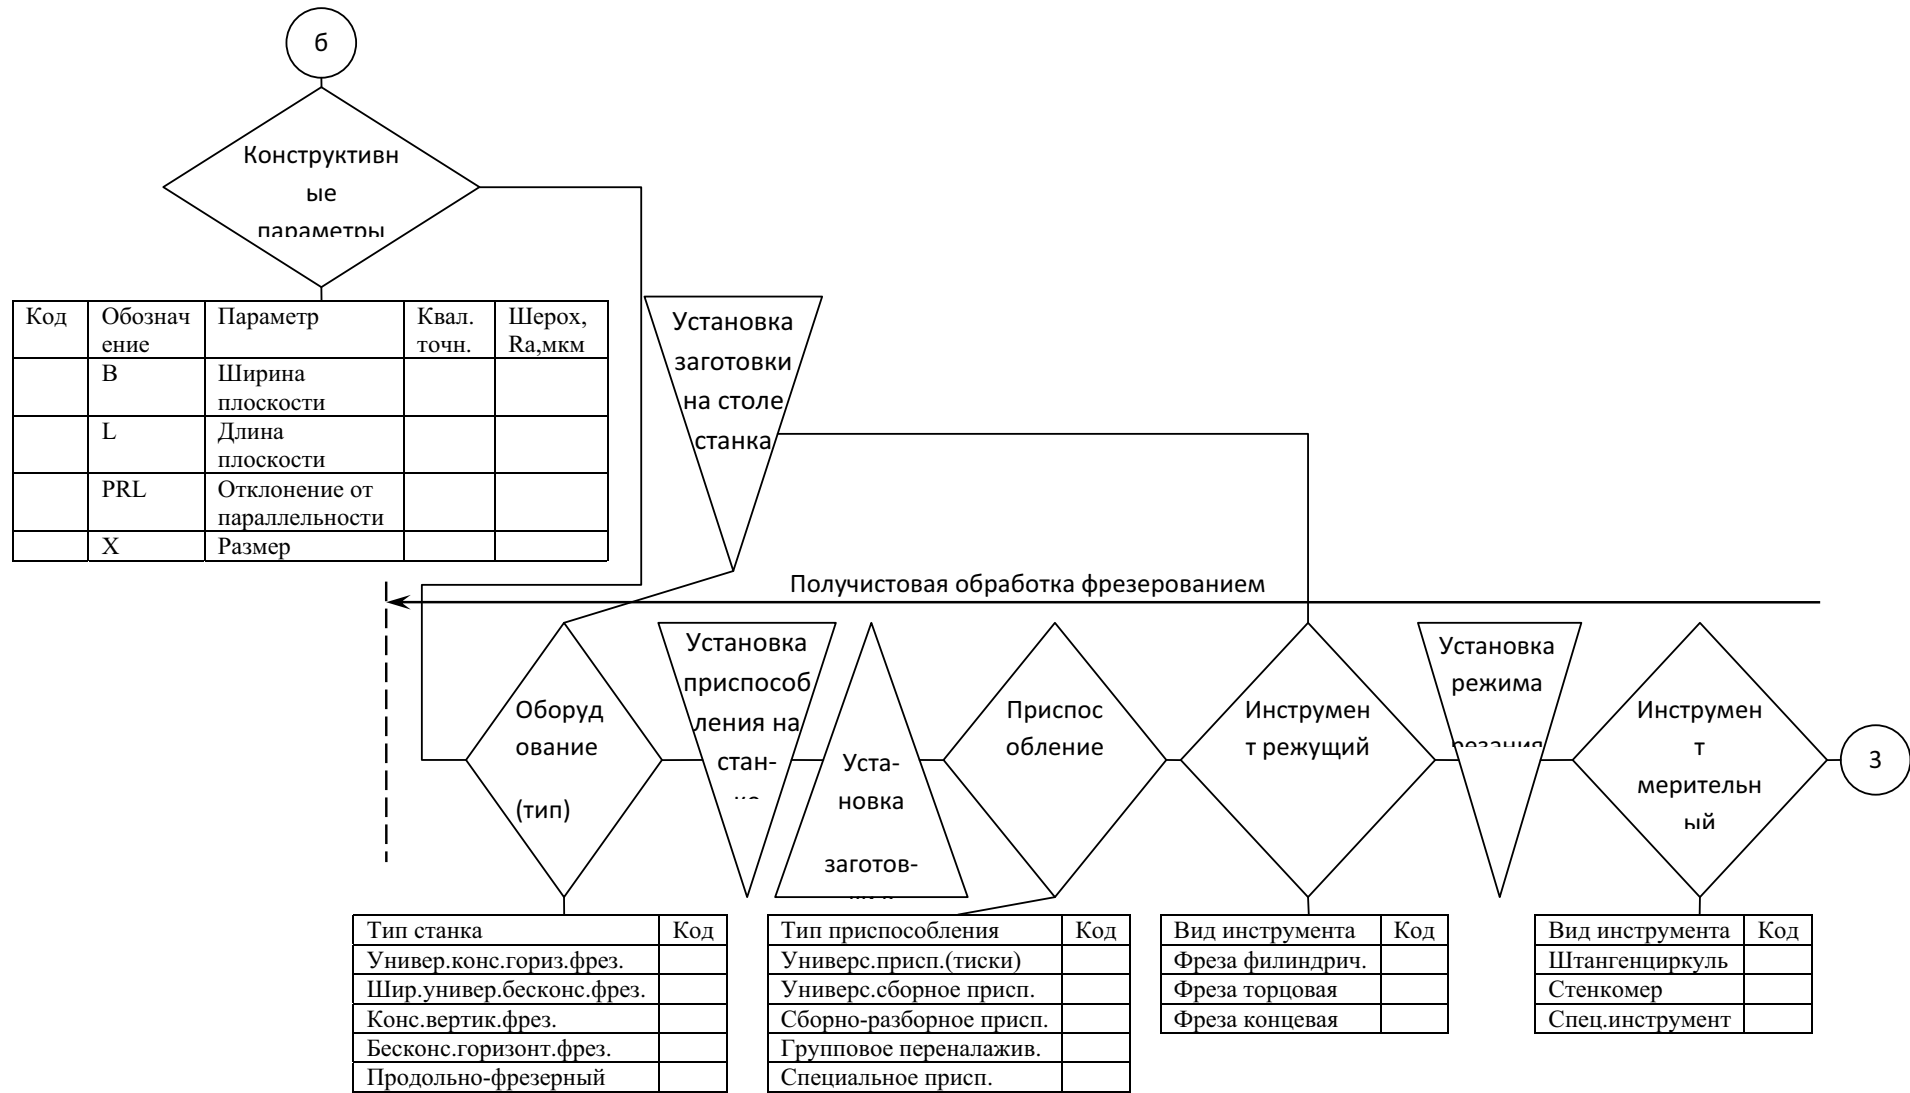 б
Конструктивн
ые
параметры
Код
Обознач
ение
Параметр
Квал.
точн.
Шерох,
Ra,мкм
B
Ширина
плоскости
L
Длина
плоскости
PRL
Отклонение от
параллельности
X
Размер
Установка
заготовки
на столе
станка
Получистовая обработка фрезерованием
Оборуд
ование
(тип)
Установка
приспособ
ления на
стан-
Уста-
новка
заготов-
Приспос
обление
Инструмен
т режущий
Установка
режима
резания
Инструмен
т
мерительн
ый
3
Тип станка
Код
Универ.конс.гориз.фрез.
Шир.универ.бесконс.фрез.
Конс.вертик.фрез.
Бесконс.горизонт.фрез.
Продольно-фрезерный
Тип приспособления
Код
Универс.присп.(тиски)
Универс.сборное присп.
Сборно-разборное присп.
Групповое переналажив.
Специальное присп.
Вид инструмента
Код
Фреза филиндрич.
Фреза торцовая
Фреза концевая
Вид инструмента
Код
Штангенциркуль
Стенкомер
Спец.инструмент